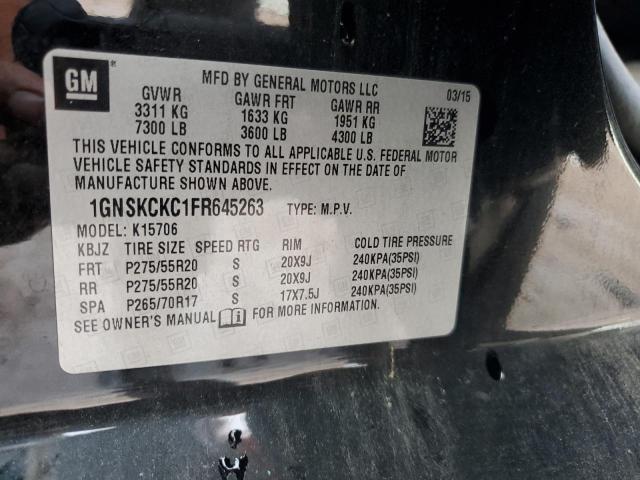 GM
®
MFD BY GENERAL MOTORS LLC
03/15
GVWR GAWR FRT GAWR RR
3311 KG 1633 KG 1951 KG
7300 LB 3600 LB 4300 LB
THIS VEHICLE CONFORMS TO ALL APPLICABLE U.S. FEDERAL MOTOR
VEHICLE SAFETY STANDARDS IN EFFECT ON THE DATE OF
MANUFACTURE SHOWN ABOVE.
1GNSKCKC1FR645263 TYPE: M.P.V.
MODEL: K15706
KBJZ TIRE SIZE SPEED RTG RIM COLD TIRE PRESSURE
FRT P275/55R20 S 20X9J 240KPA(35PSI)
RR P275/55R20 S 20X9J 240KPA(35PSI)
SPA P265/70R17 S 17X7.5J 240KPA(35PSI)
SEE OWNER'S MANUAL FOR MORE INFORMATION.